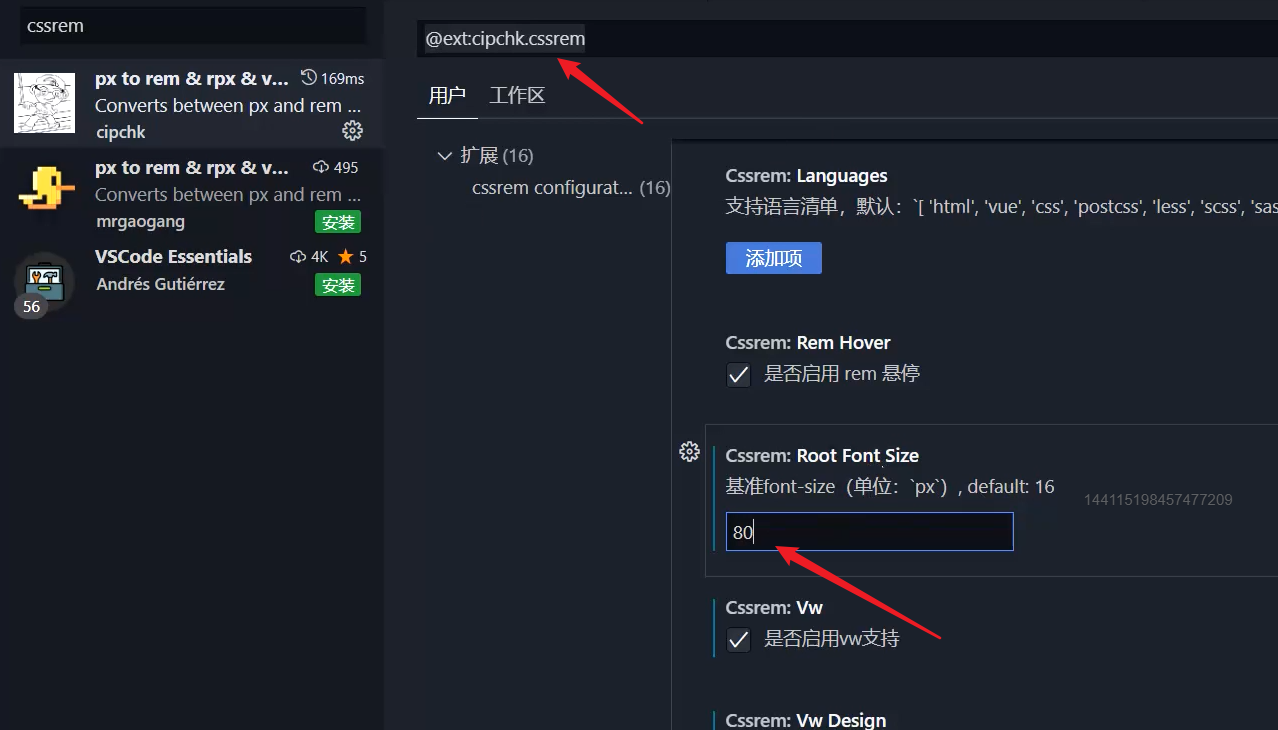 cssrem
px to rem & rpx & v... 169ms
Converts between px and rem ...
cipchk
px to rem & rpx & v... 495
Converts between px and rem ...
mrgaogang 安装
VSCode Essentials 4K 5
Andrés Gutiérrez 安装
56
@ext:cipchk.cssrem
用户 工作区
扩展 (16)
cssrem configurat... (16)
Cssrem: Languages
支持语言清单，默认：`[ 'html', 'vue', 'css', 'postcss', 'less', 'scss', 'sas
添加项
Cssrem: Rem Hover
是否启用 rem 悬停
Cssrem: Root Font Size
基准font-size（单位：`px`）, default: 16
144115198457477209
80
Cssrem: Vw
是否启用vw支持
Cssrem: Vw Design